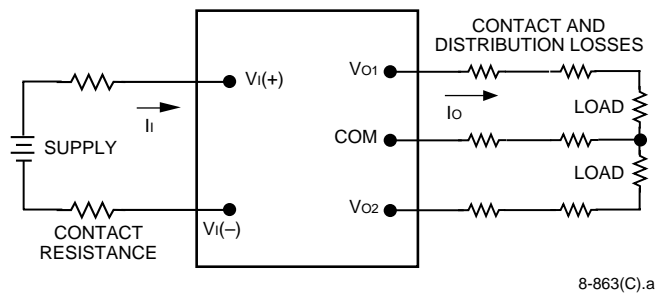 CONTACT AND
DISTRIBUTION LOSSES
VI(+)
VO1
II
IO
LOAD
SUPPLY
COM
LOAD
VO2
VI(–)
CONTACT
RESISTANCE
8-863(C).a